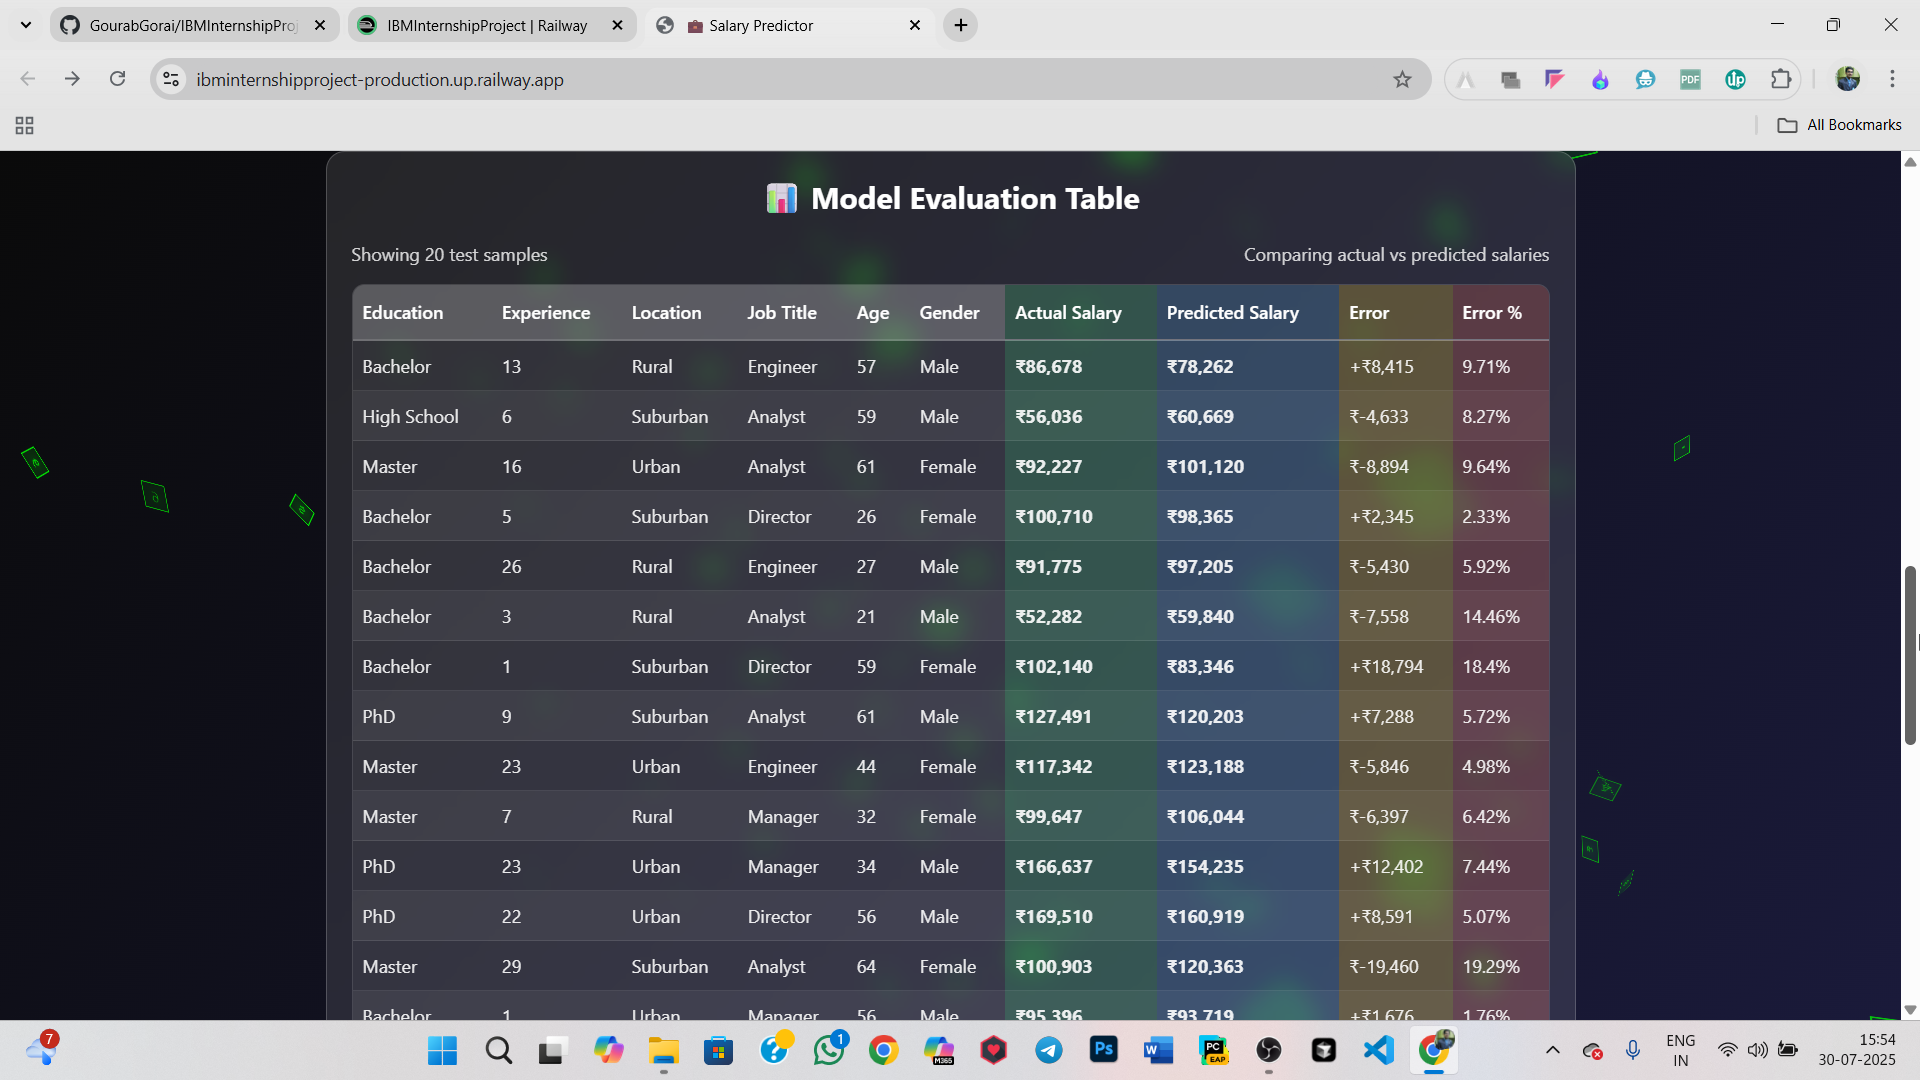 GourabGorai/IBMInternshipProj
IBMInternshipProject | Railway
Salary Predictor
ibminternshipproject-production.up.railway.app
PDF
up
All Bookmarks
Model Evaluation Table
Showing 20 test samples
Comparing actual vs predicted salaries
Education Experience Location Job Title Age Gender Actual Salary Predicted Salary Error Error %
Bachelor 13 Rural Engineer 57 Male ₹86,678 ₹78,262 +₹8,415 9.71%
High School 6 Suburban Analyst 59 Male ₹56,036 ₹60,669 ₹-4,633 8.27%
Master 16 Urban Analyst 61 Female ₹92,227 ₹101,120 ₹-8,894 9.64%
Bachelor 5 Suburban Director 26 Female ₹100,710 ₹98,365 +₹2,345 2.33%
Bachelor 26 Rural Engineer 27 Male ₹91,775 ₹97,205 ₹-5,430 5.92%
Bachelor 3 Rural Analyst 21 Male ₹52,282 ₹59,840 ₹-7,558 14.46%
Bachelor 1 Suburban Director 59 Female ₹102,140 ₹83,346 +₹18,794 18.4%
PhD 9 Suburban Analyst 61 Male ₹127,491 ₹120,203 +₹7,288 5.72%
Master 23 Urban Engineer 44 Female ₹117,342 ₹123,188 ₹-5,846 4.98%
Master 7 Rural Manager 32 Female ₹99,647 ₹106,044 ₹-6,397 6.42%
PhD 23 Urban Manager 34 Male ₹166,637 ₹154,235 +₹12,402 7.44%
PhD 22 Urban Director 56 Male ₹169,510 ₹160,919 +₹8,591 5.07%
Master 29 Suburban Analyst 64 Female ₹100,903 ₹120,363 ₹-19,460 19.29%
Bachelor 1 Urban Manager 56 Male ₹95,396 ₹93,719 +₹1,676 1.76%
7
M365
1
Ps
W
PC
EAP
ENG
IN
15:54
30-07-2025